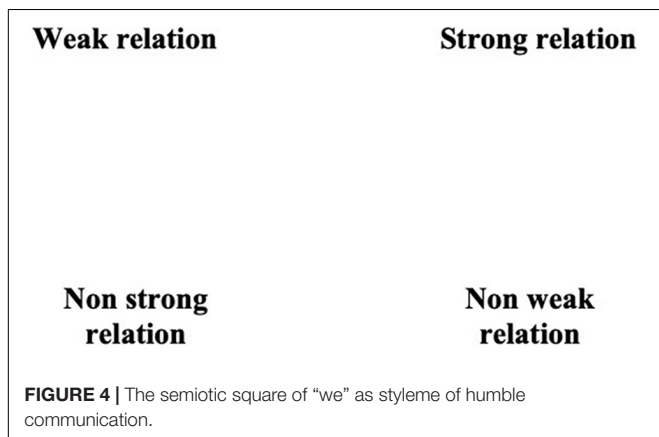 Weak relation Strong relation
Non strong Non weak
relation relation
FIGURE 4 | The semiotic square of “we” as styleme of humble
communication.